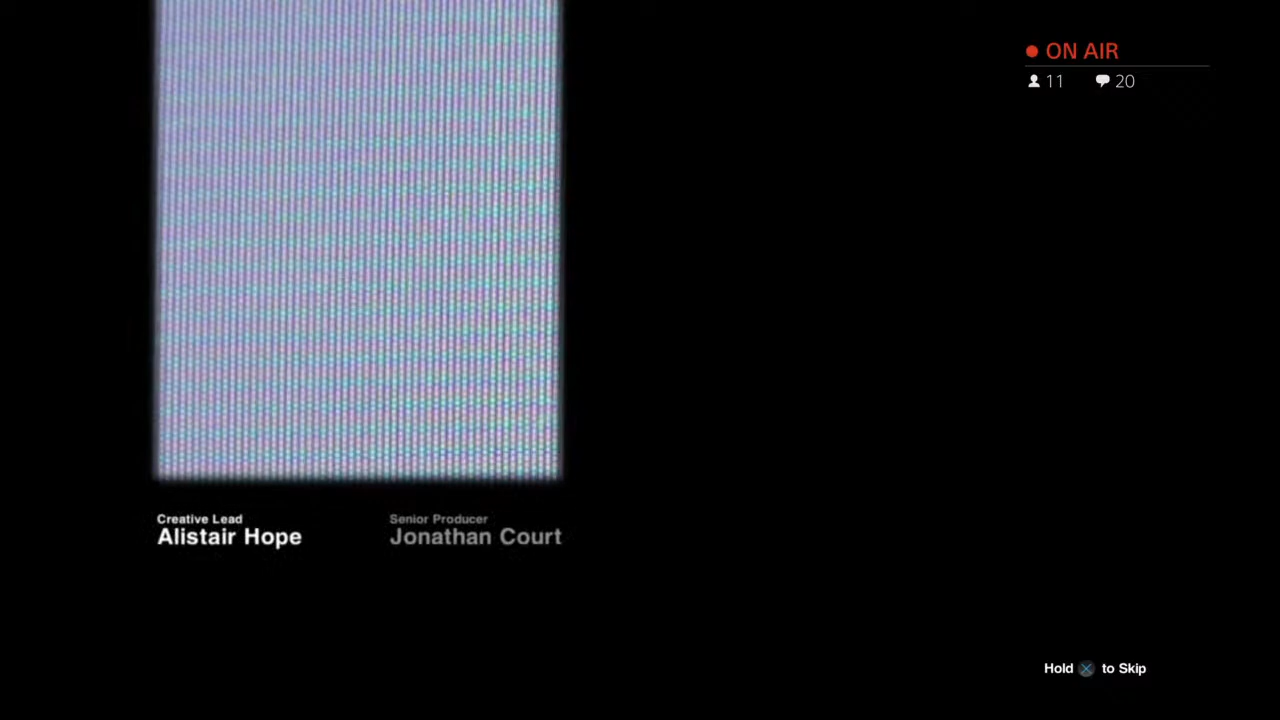 ON AIR
11 20
Creative Lead
Alistair Hope
Senior Producer
Jonathan Court
Hold to Skip